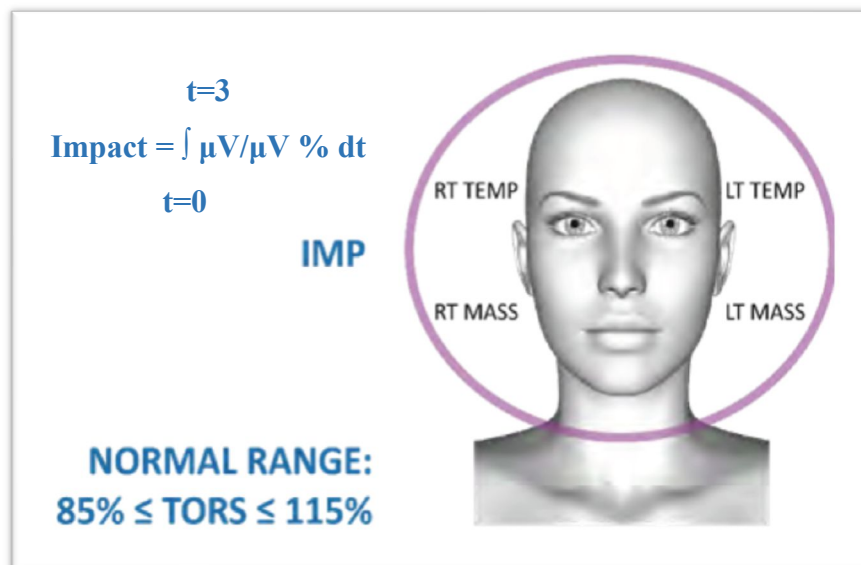 t=3
Impact = ∫ µV/µV % dt
t=0
IMP
RT TEMP
LT TEMP
RT MASS
LT MASS
NORMAL RANGE:
85% ≤ TORS ≤ 115%